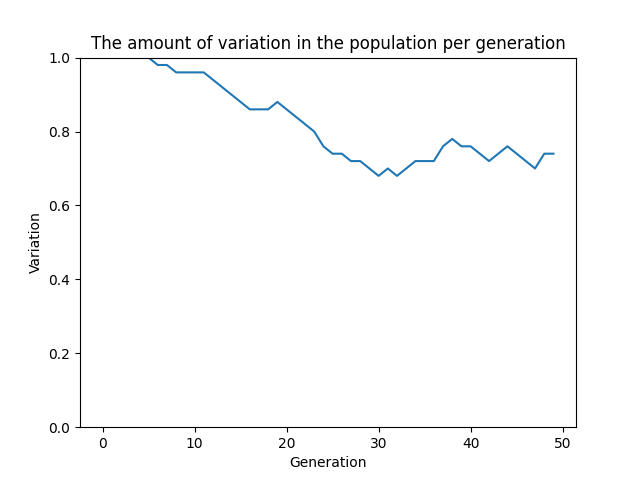 The amount of variation in the population per generation
1.0
0.8
0.6
0.4
0.2
0.0
Variation
0 10 20 30 40 50
Generation